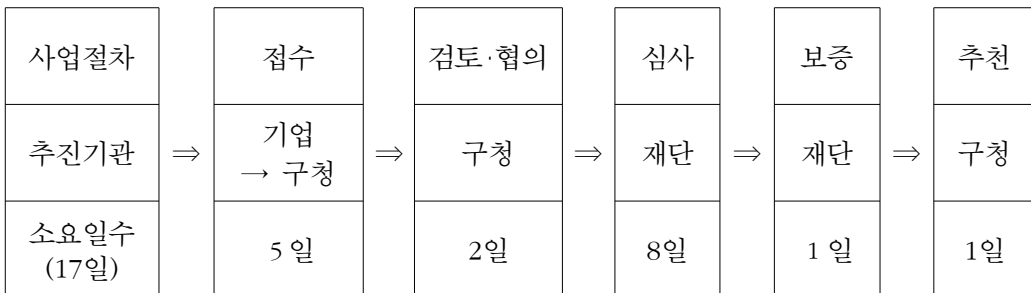 사업절차 접수 검토·협의 심사 보증 추천
추진기관 ⇒ 기업 → 구청 ⇒ 구청 ⇒ 재단 ⇒ 재단 ⇒ 구청
소요일수 (17일) 5 일 2일 8일 1 일 1일